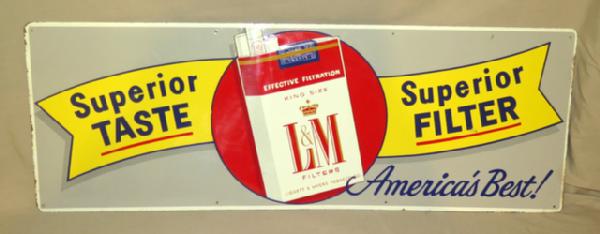 Superior
TASTE
EFFECTIVE FILTRATION
KING SIZE
L&M
FILTERS
LIGGETT & MYERS TOBACCO CO.
Superior
FILTER
America's Best!